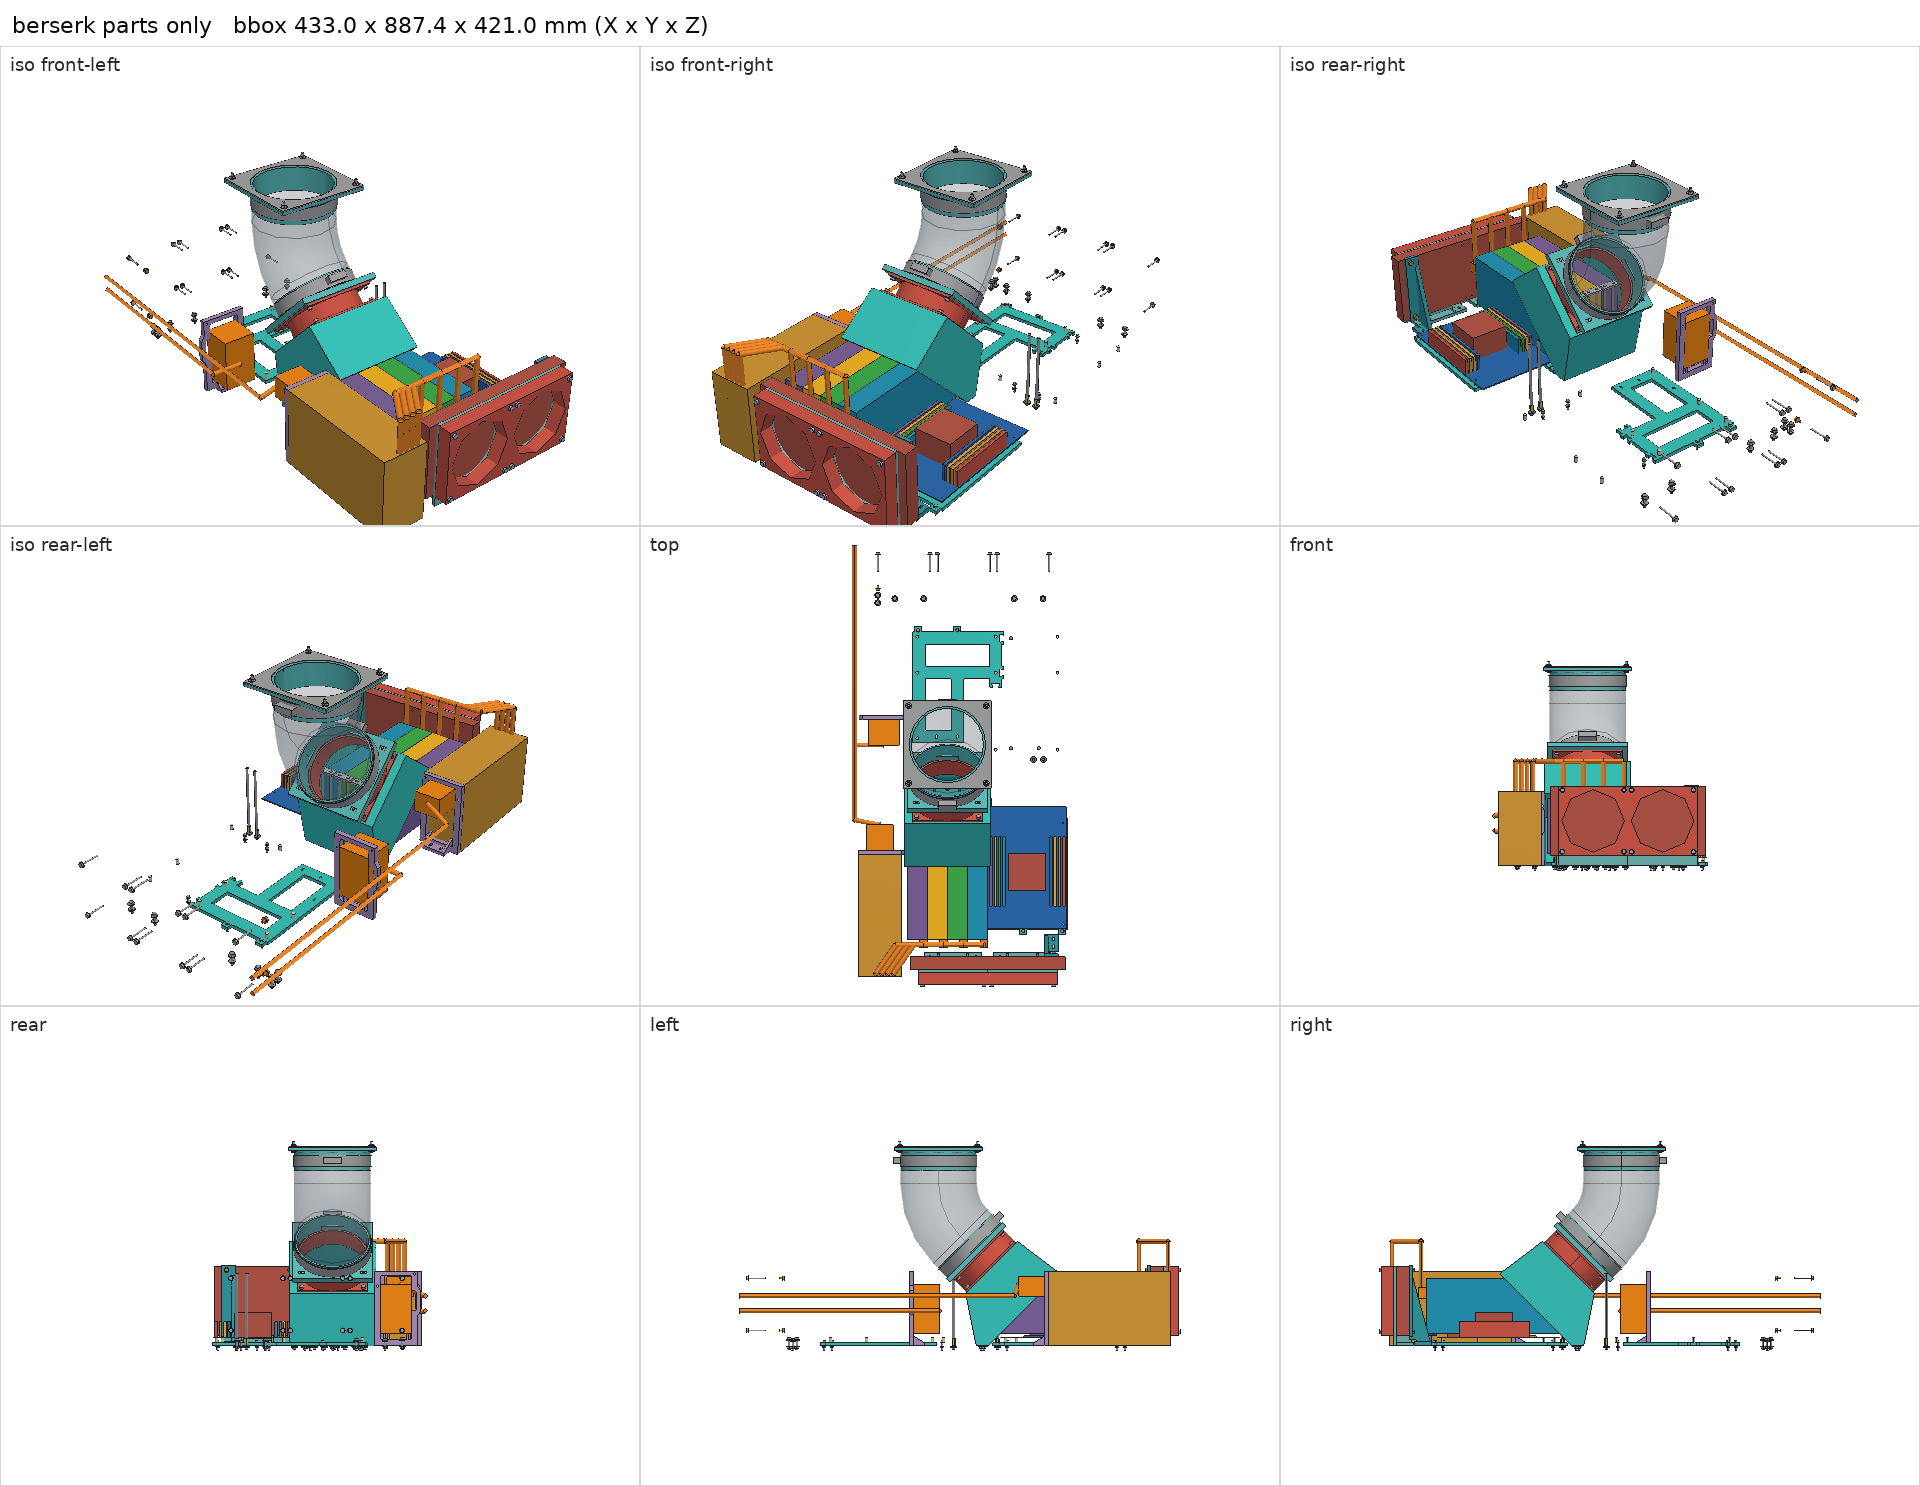 berserk parts only   bbox 433.0 x 887.4 x 421.0 mm (X x Y x Z)
iso front-left
iso front-right
iso rear-right
iso rear-left
top
front
rear
left
right